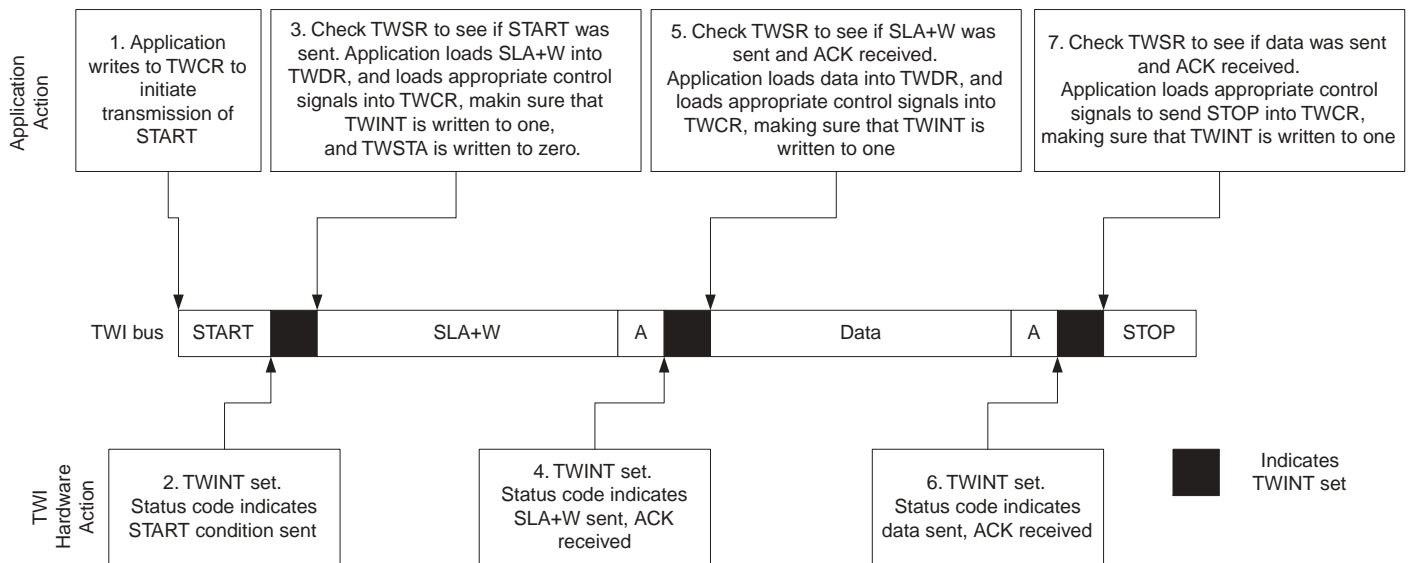 Application
Action
1. Application
writes to TWCR to
initiate
transmission of
START
3. Check TWSR to see if START was
sent. Application loads SLA+W into
TWDR, and loads appropriate control
signals into TWCR, makin sure that
TWINT is written to one,
and TWSTA is written to zero.
5. Check TWSR to see if SLA+W was
sent and ACK received.
Application loads data into TWDR, and
loads appropriate control signals into
TWCR, making sure that TWINT is
written to one
7. Check TWSR to see if data was sent
and ACK received.
Application loads appropriate control
signals to send STOP into TWCR,
making sure that TWINT is written to one
TWI bus
START
SLA+W
A
Data
A
STOP
TWI
Hardware
Action
2. TWINT set.
Status code indicates
START condition sent
4. TWINT set.
Status code indicates
SLA+W sent, ACK
received
6. TWINT set.
Status code indicates
data sent, ACK received
Indicates
TWINT set